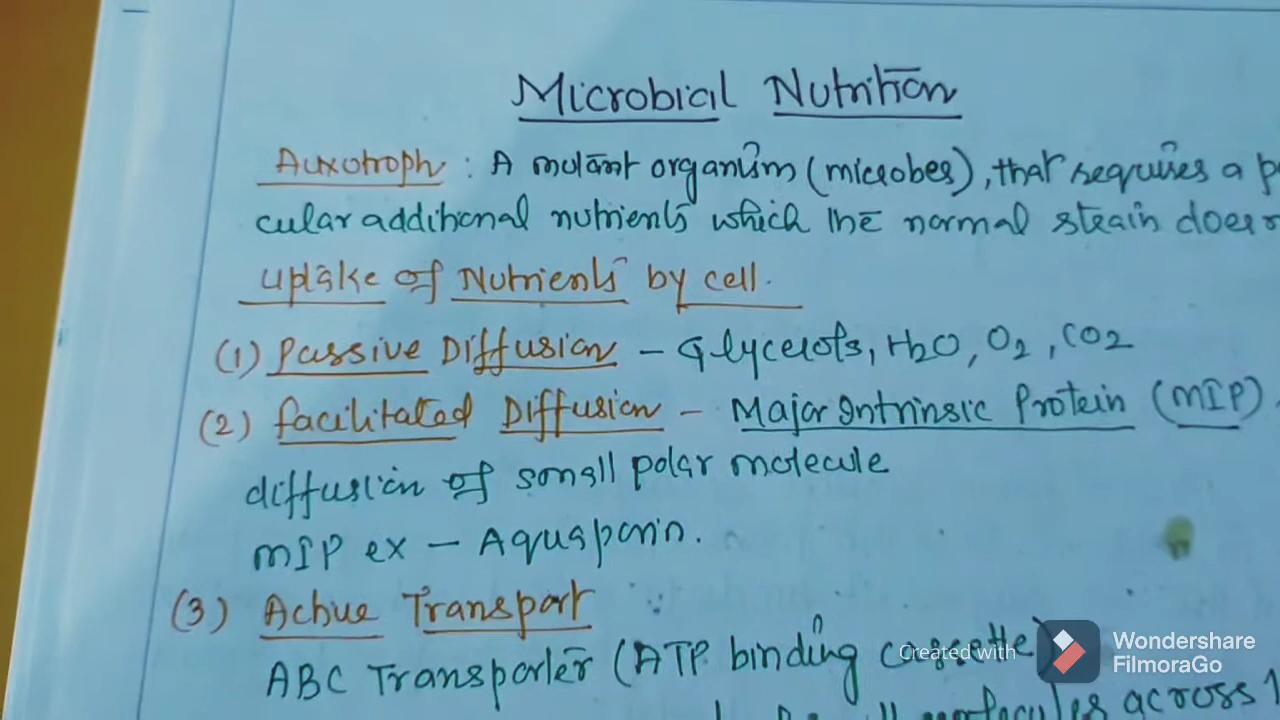 Microbial Nutrition
Auxotroph : A mutant organism (microbes), that requires a p
cular additional nutrients which the normal strain does n
Uptake of Nutrients by cell.
(1) Passive Diffusion – Glycerols, H2O, O2, CO2
(2) facilitated Diffusion – Major Intrinsic Protein (MIP).
diffusion of small polar molecule
MIP ex – Aquaporin.
(3) Active Transport
ABC Transporter (ATP binding cassette)
molecules across
Created with
Wondershare
FilmoraGo